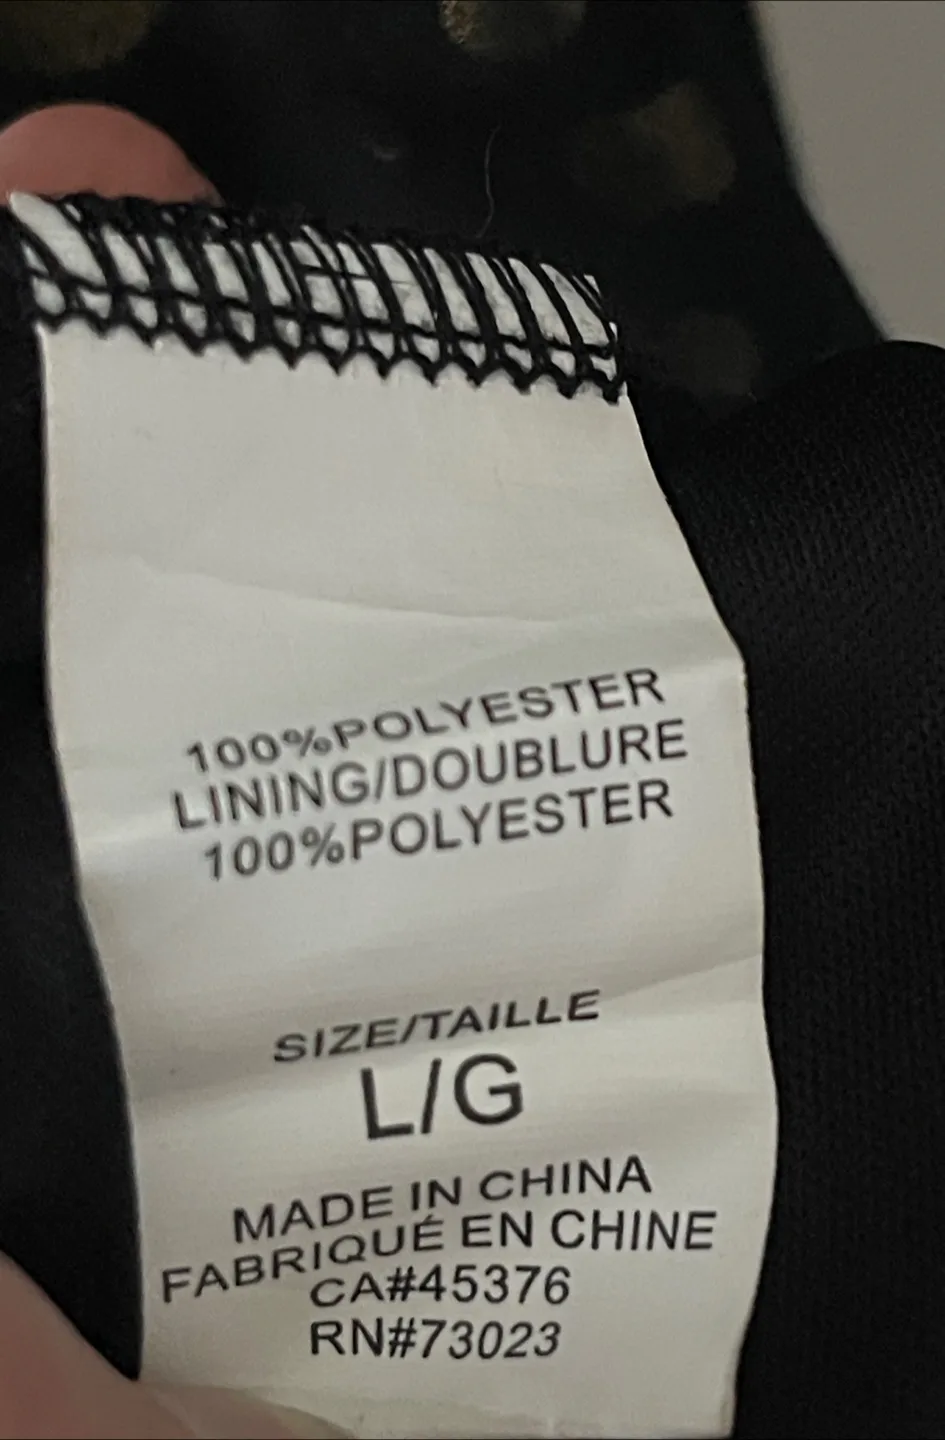 100%POLYESTER
LINING/DOUBLURE
100%POLYESTER
SIZE/TAILLE
L/G
MADE IN CHINA
FABRIQUÉ EN CHINE
CA#45376
RN#73023